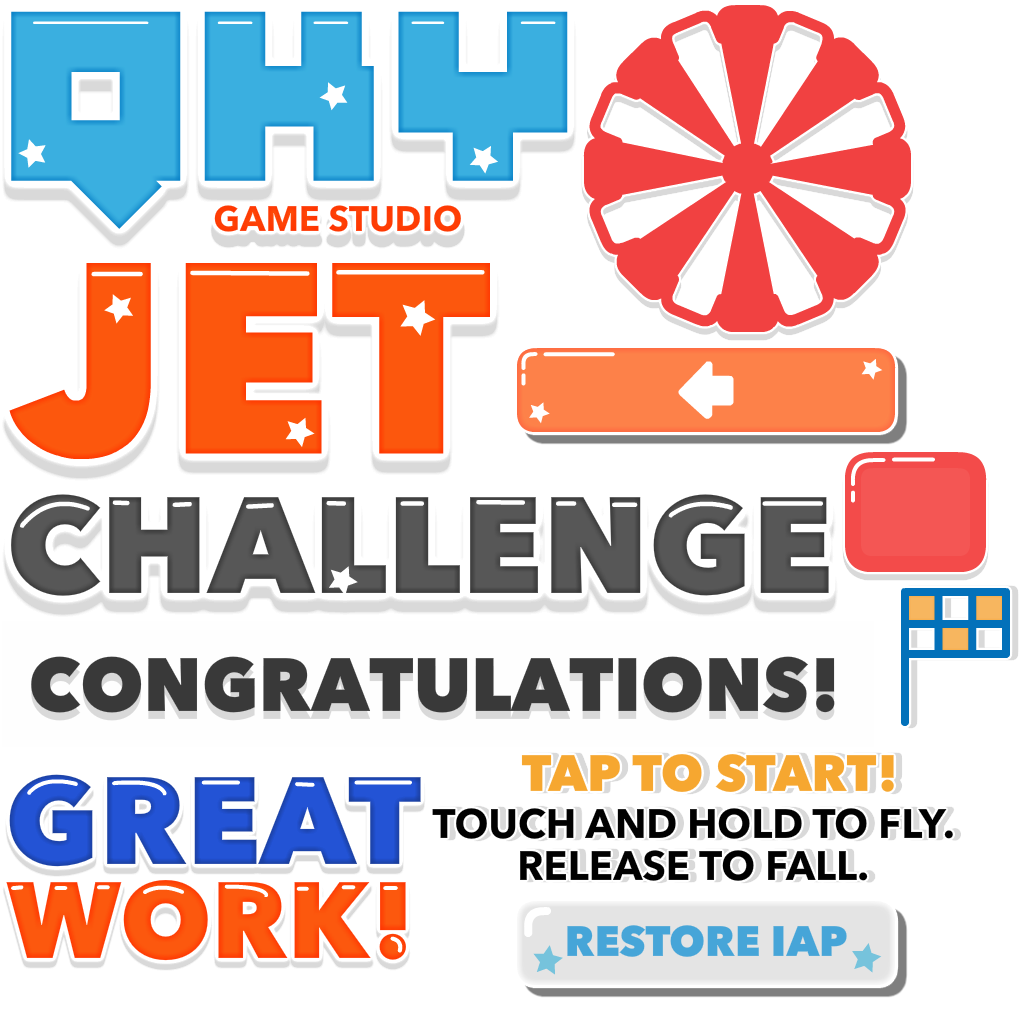 QHY
GAME STUDIO
JET
CHALLENGE
CONGRATULATIONS!
GREAT
WORK!
TAP TO START!
TOUCH AND HOLD TO FLY.
RELEASE TO FALL.
RESTORE IAP